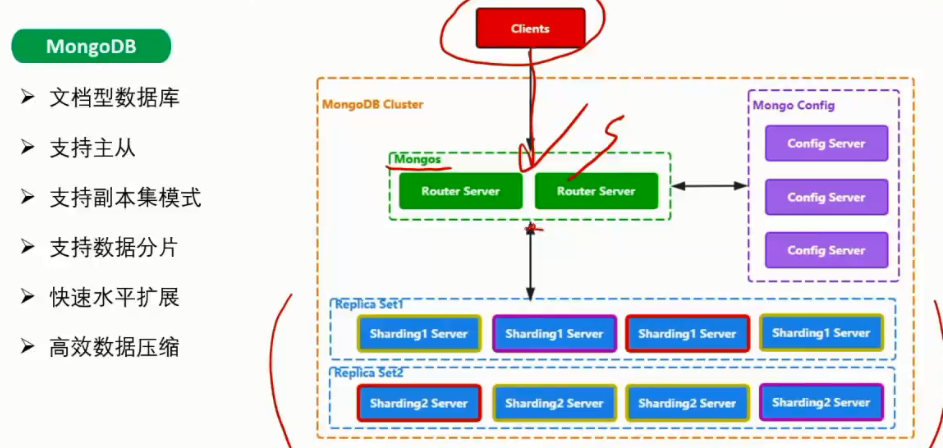 MongoDB
文档型数据库
支持主从
支持副本集模式
支持数据分片
快速水平扩展
高效数据压缩
Clients
MongoDB Cluster
Mongos
Router Server
Router Server
Mongo Config
Config Server
Config Server
Config Server
Replica Set1
Sharding1 Server
Sharding1 Server
Sharding1 Server
Sharding1 Server
Replica Set2
Sharding2 Server
Sharding2 Server
Sharding2 Server
Sharding2 Server